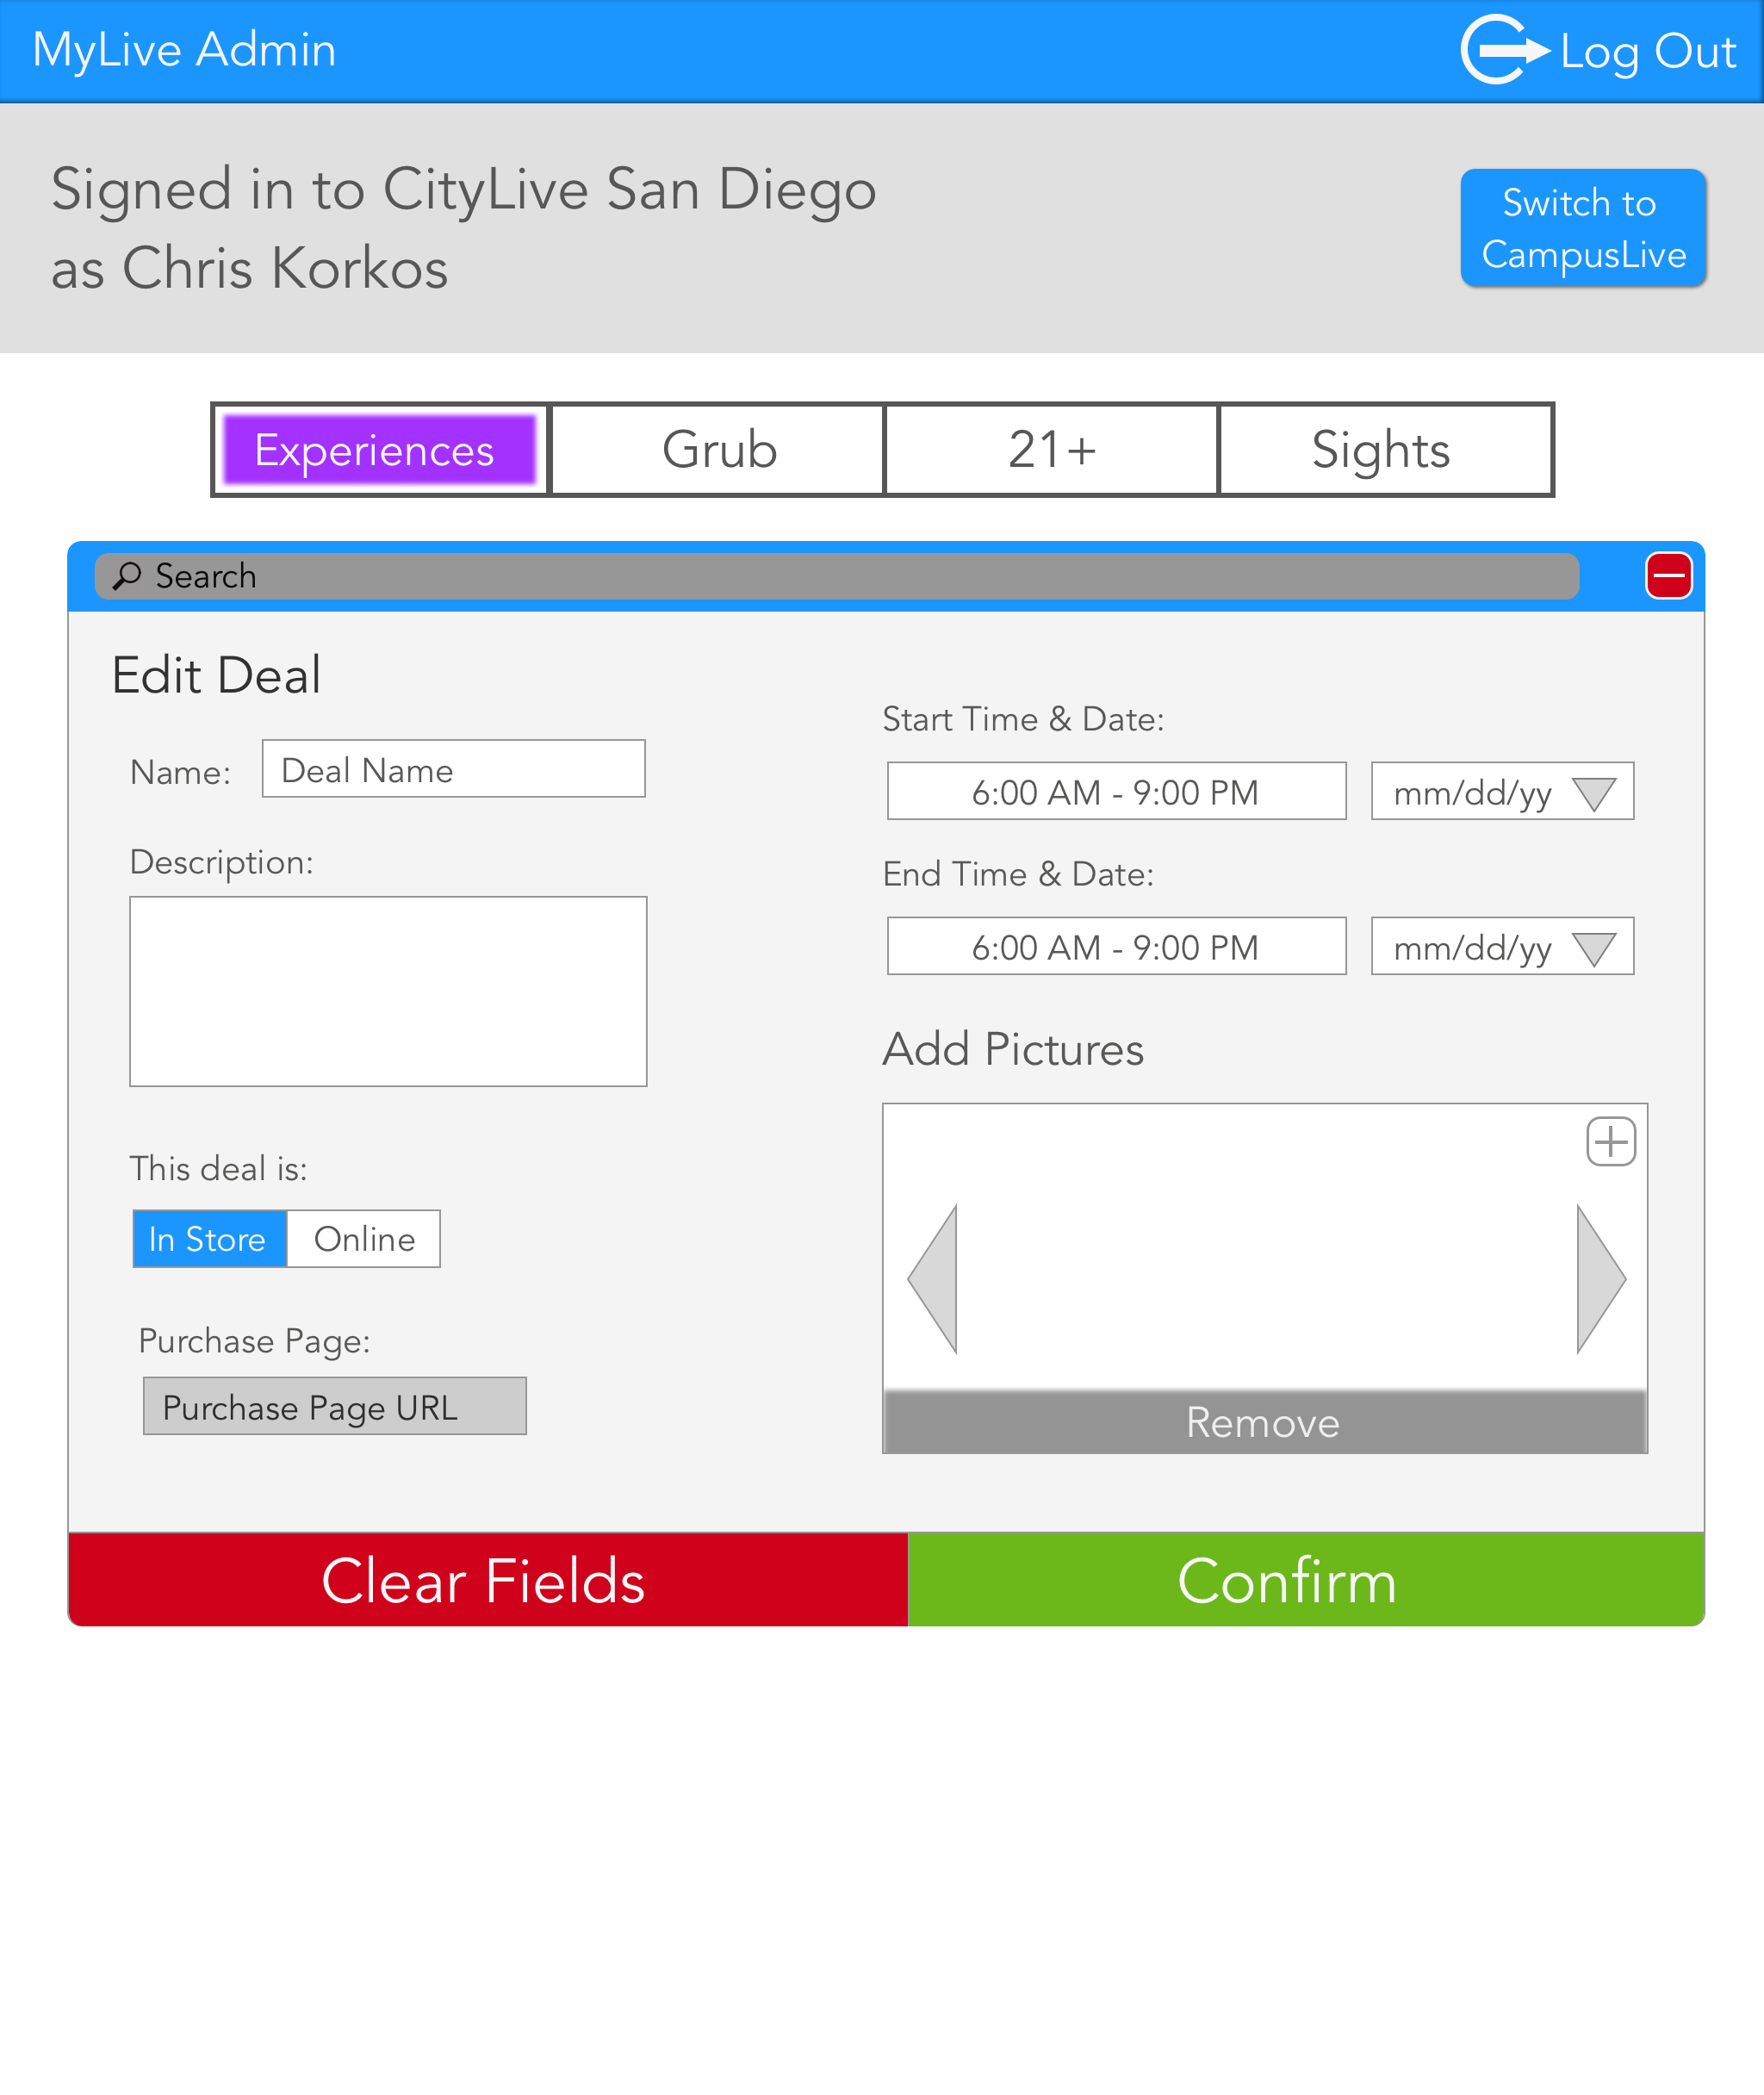 MyLive Admin
Log Out
Signed in to CityLive San Diego
as Chris Korkos
Switch to
CampusLive
Experiences
Grub
21+
Sights
Search
Edit Deal
Name:
Deal Name
Description:
This deal is:
In Store
Online
Purchase Page:
Purchase Page URL
Start Time & Date:
6:00 AM - 9:00 PM
mm/dd/yy
End Time & Date:
6:00 AM - 9:00 PM
mm/dd/yy
Add Pictures
Remove
Clear Fields
Confirm